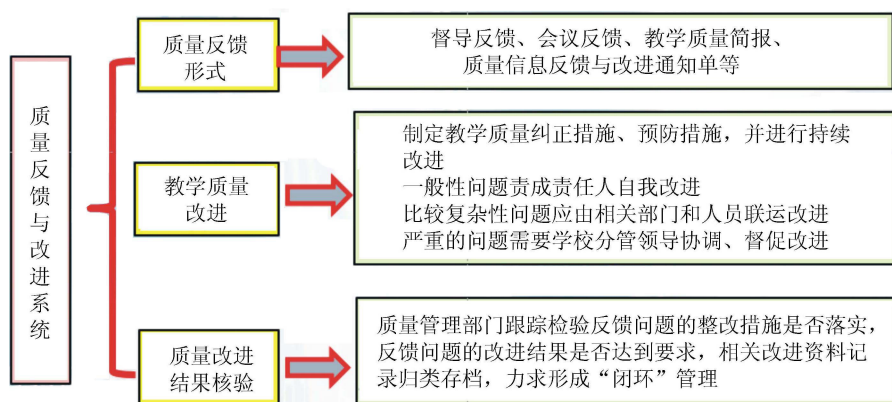 质量反馈与改进系统
质量反馈
形式
督导反馈、会议反馈、教学质量简报、
质量信息反馈与改进通知单等
教学质量
改进
制定教学质量纠正措施、预防措施，并进行持续
改进
一般性问题责成责任人自我改进
比较复杂性问题应由相关部门和人员联运改进
严重的问题需要学校分管领导协调、督促改进
质量改进
结果核验
质量管理部门跟踪检验反馈问题的整改措施是否落实，
反馈问题的改进结果是否达到要求，相关改进资料记
录归类存档，力求形成“闭环”管理